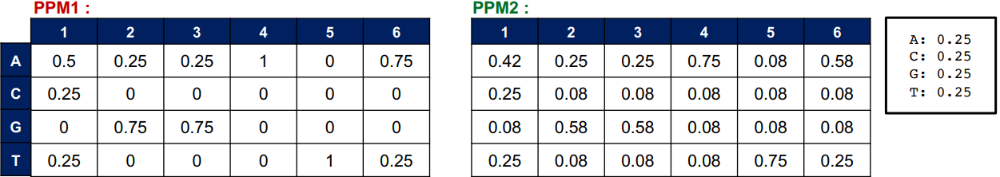 PPM1 : PPM2 :
1 2 3 4 5 6 1 2 3 4 5 6
A 0.5 0.25 0.25 1 0 0.75 0.42 0.25 0.25 0.75 0.08 0.58
C 0.25 0 0 0 0 0 0.25 0.08 0.08 0.08 0.08 0.08
G 0 0.75 0.75 0 0 0 0.08 0.58 0.58 0.08 0.08 0.08
T 0.25 0 0 0 1 0.25 0.25 0.08 0.08 0.08 0.75 0.25
A: 0.25
C: 0.25
G: 0.25
T: 0.25